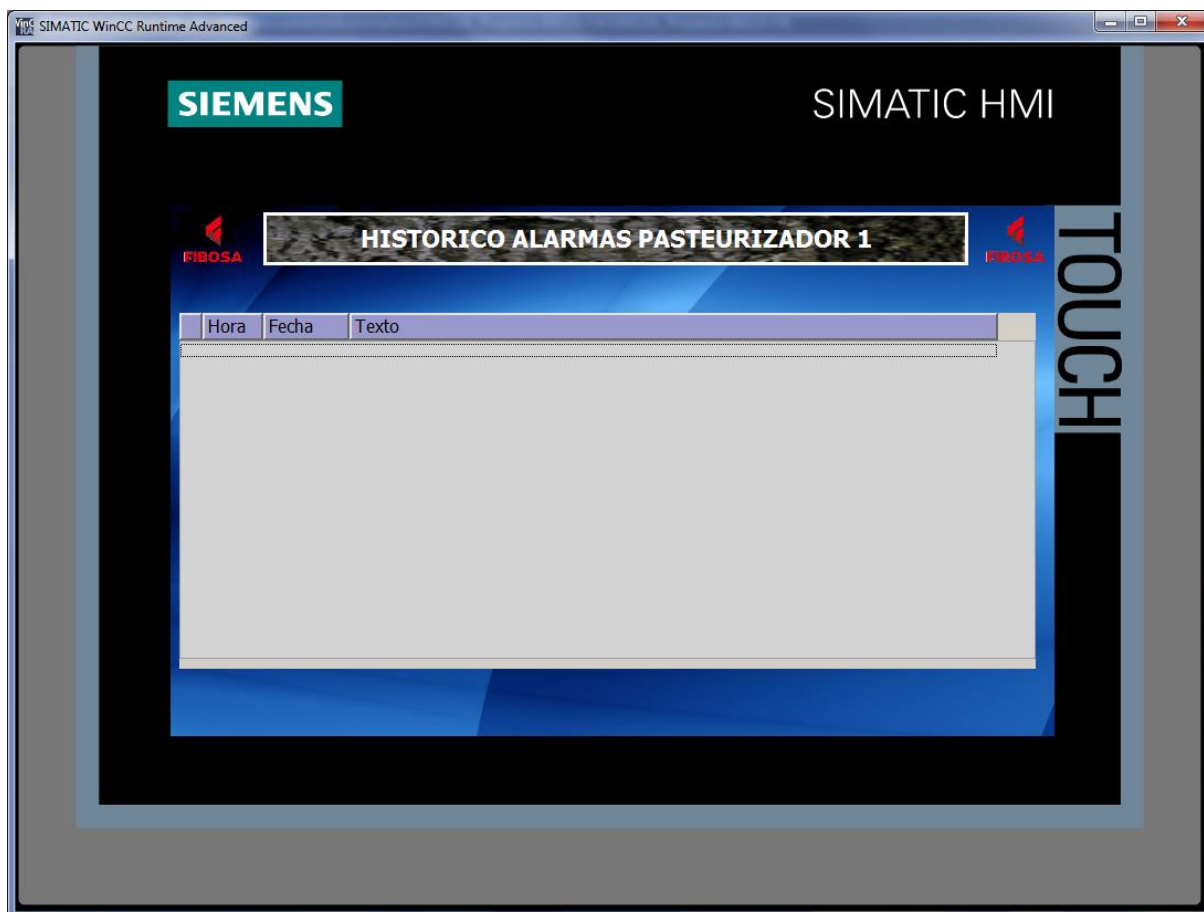 SIMATIC WinCC Runtime Advanced
SIEMENS
SIMATIC HMI
FIBOSA
HISTORICO ALARMAS PASTEURIZADOR 1
FIBOSA
TOUCH
Hora Fecha Texto